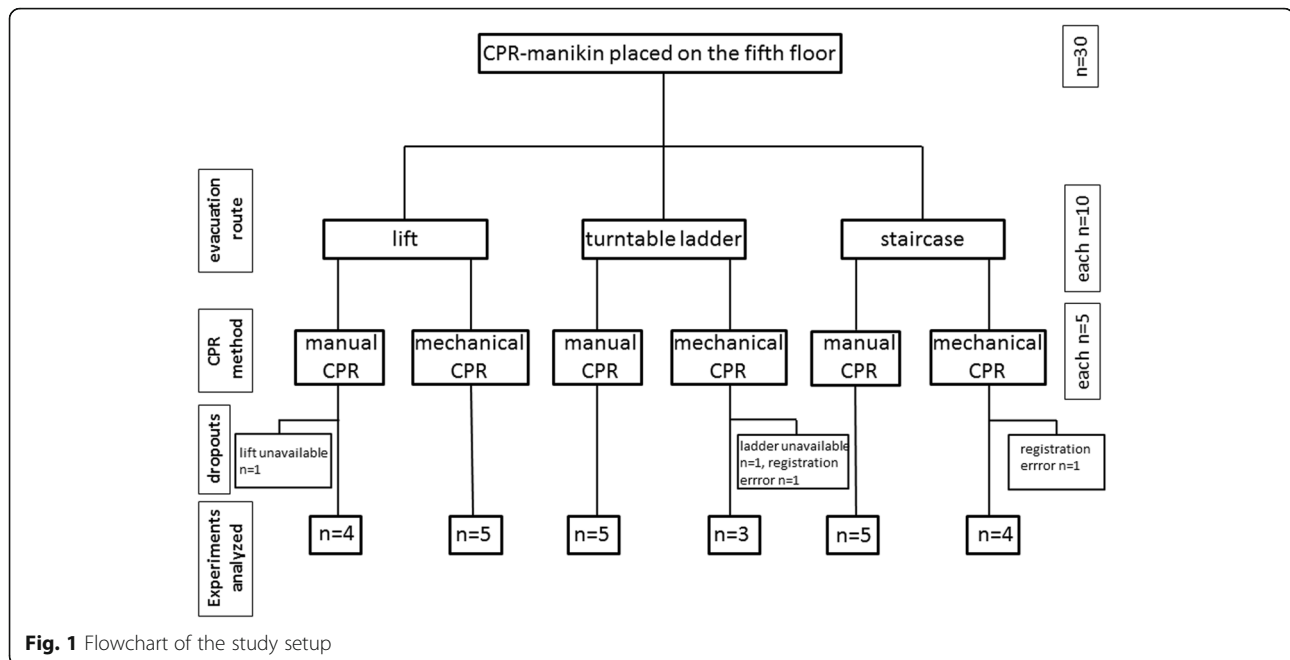 CPR-manikin placed on the fifth floor
n=30
evacuation
route
lift
turntable ladder
staircase
each n=10
CPR
method
manual
CPR
mechanical
CPR
manual
CPR
mechanical
CPR
manual
CPR
mechanical
CPR
each n=5
dropouts
lift unavailable
n=1
ladder unavailable
n=1, registration
errror n=1
registration
errror n=1
Experiments
analyzed
n=4
n=5
n=5
n=3
n=5
n=4
Fig. 1 Flowchart of the study setup